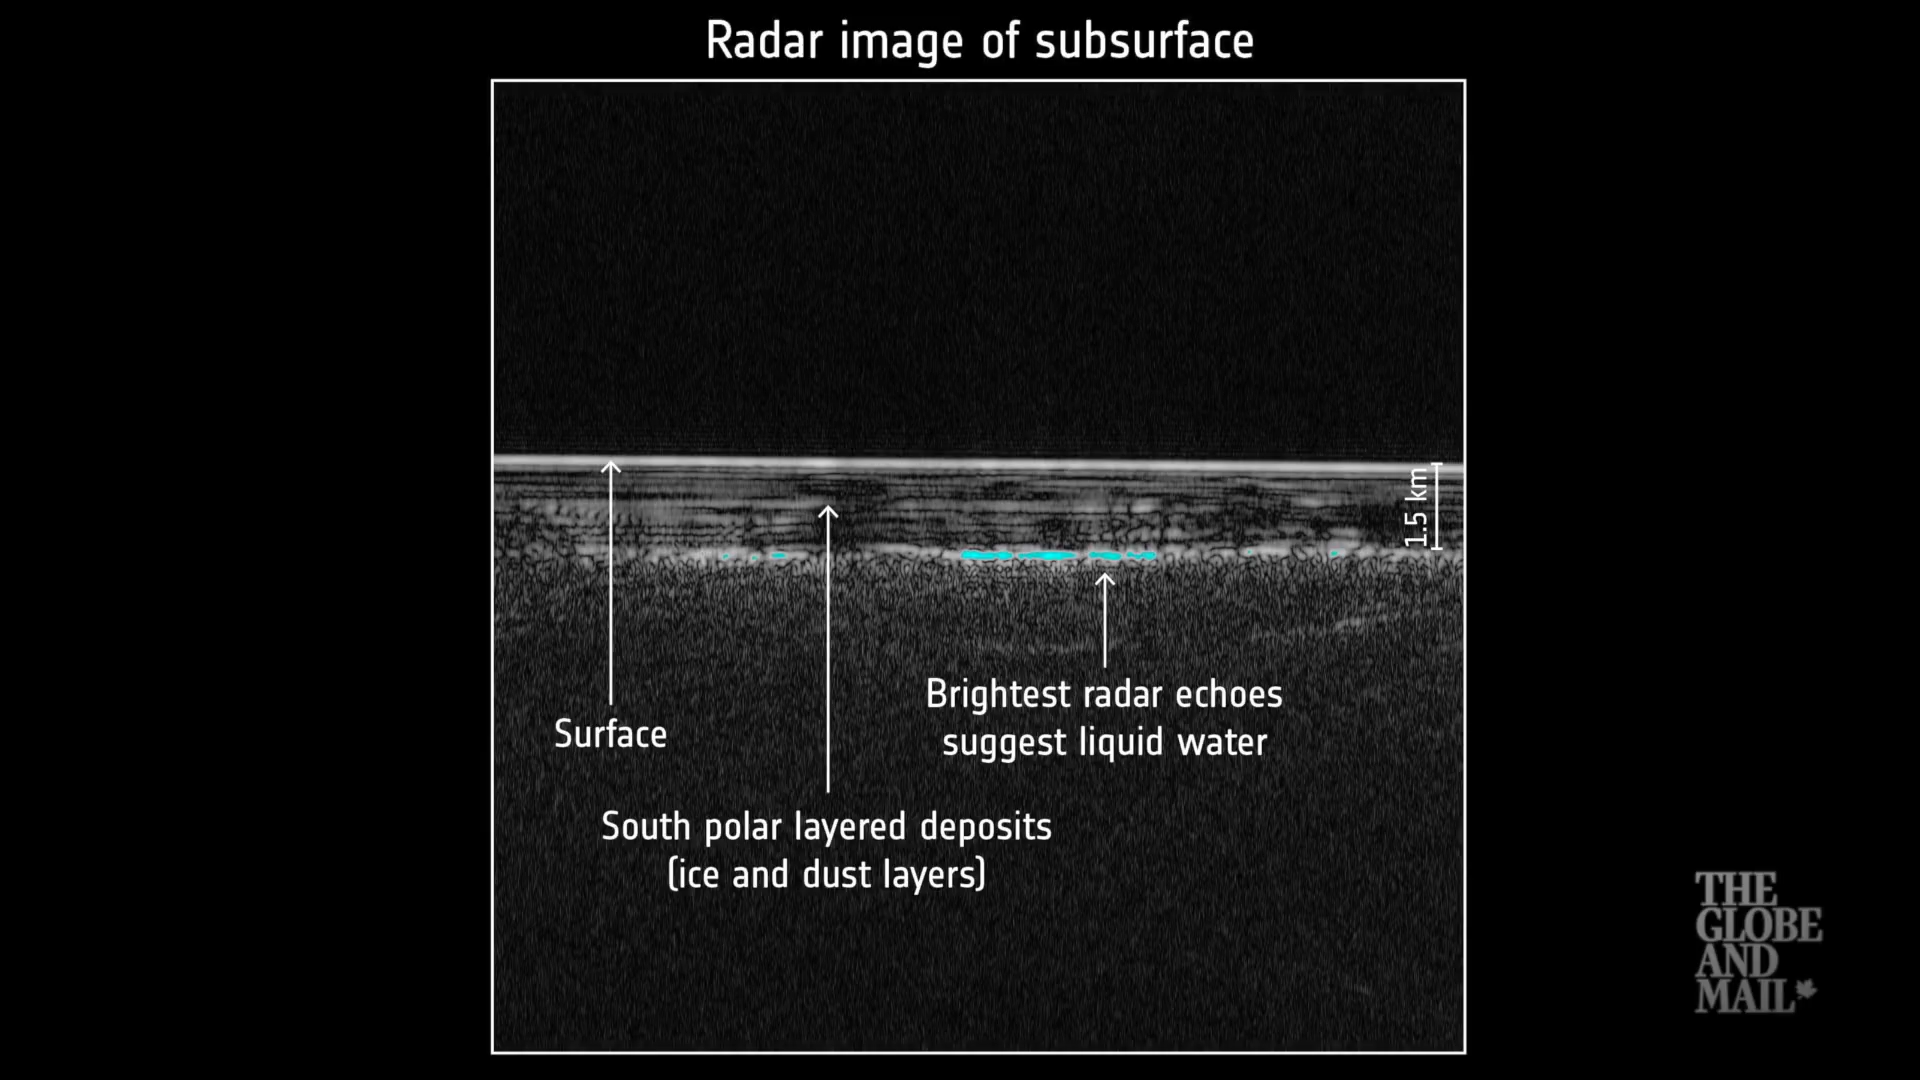 Radar image of subsurface
1.5 km
Surface
Brightest radar echoes
suggest liquid water
South polar layered deposits
(ice and dust layers)
THE
GLOBE
AND
MAIL